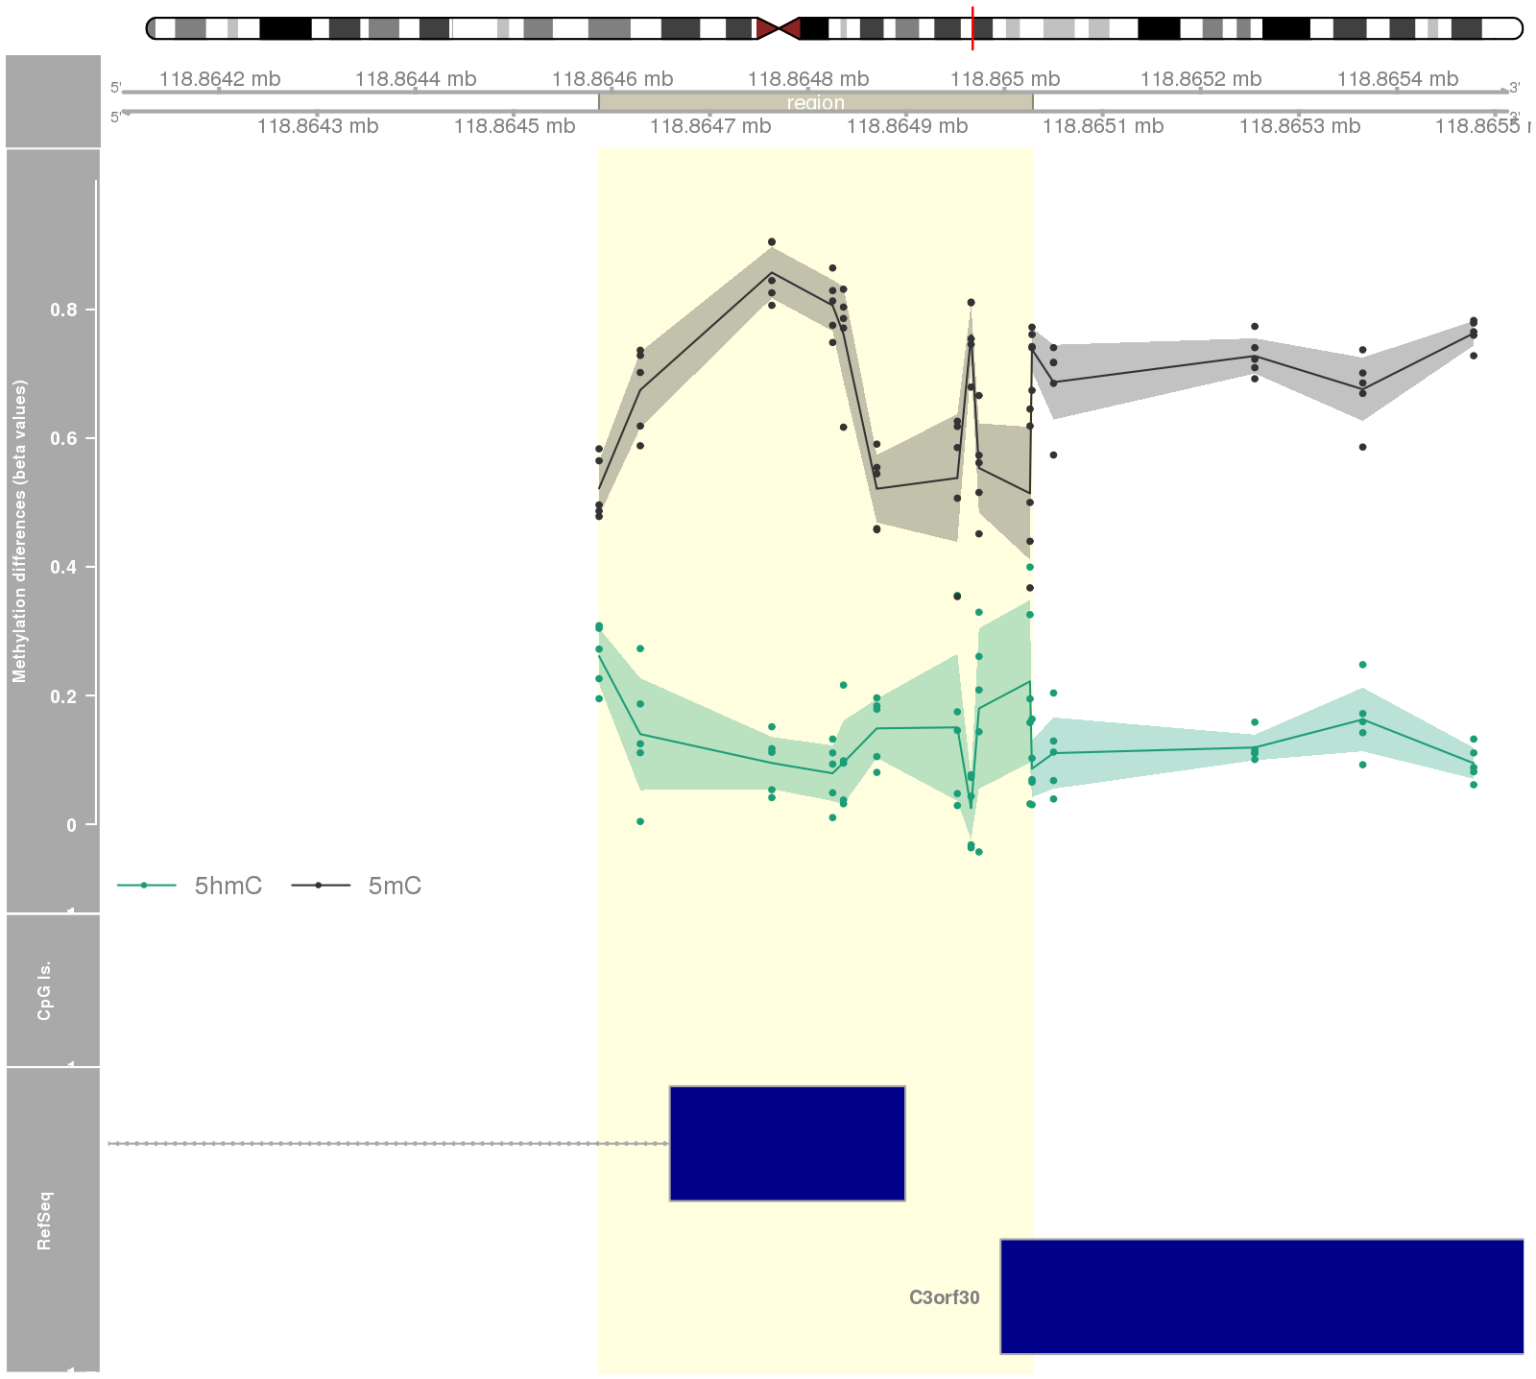 118.8642 mb 118.8644 mb 118.8646 mb 118.8648 mb 118.865 mb 118.8652 mb 118.8654 mb
5' 3'
region
5' 3'
118.8643 mb 118.8645 mb 118.8647 mb 118.8649 mb 118.8651 mb 118.8653 mb 118.8655
Methylation differences (beta values)
0.8
0.6
0.4
0.2
0
5hmC 5mC
CpG Is.
RefSeq
C3orf30